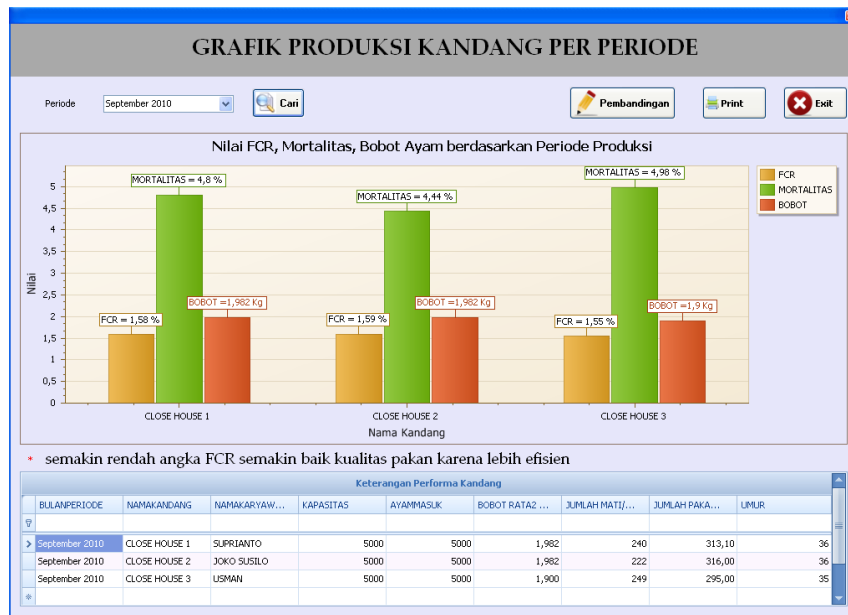 GRAFIK PRODUKSI KANDANG PER PERIODE
Periode September 2010 Cari Pembandingan Print Exit
Nilai FCR, Mortalitas, Bobot Ayam berdasarkan Periode Produksi
MORTALITAS = 4,8 % MORTALITAS = 4,44 % MORTALITAS = 4,98 %
FCR
MORTALITAS
BOBOT
5
4,5
4
3,5
3
2,5
2
1,5
1
0,5
0
Nilai
FCR = 1,58 % BOBOT =1,982 Kg FCR = 1,59 % BOBOT =1,982 Kg FCR = 1,55 % BOBOT =1,9 Kg
CLOSE HOUSE 1 CLOSE HOUSE 2 CLOSE HOUSE 3
Nama Kandang
* semakin rendah angka FCR semakin baik kualitas pakan karena lebih efisien
Keterangan Performa Kandang
BULANPERIODE NAMAKANDANG NAMAKARYAW... KAPASITAS AYAMMASUK BOBOT RATA2 ... JUMLAH MATI/... JUMLAH PAKA... UMUR
September 2010 CLOSE HOUSE 1 SUPRIANTO 5000 5000 1,982 240 313,10 36
September 2010 CLOSE HOUSE 2 JOKO SUSILO 5000 5000 1,982 222 316,00 36
September 2010 CLOSE HOUSE 3 USMAN 5000 5000 1,900 249 295,00 35